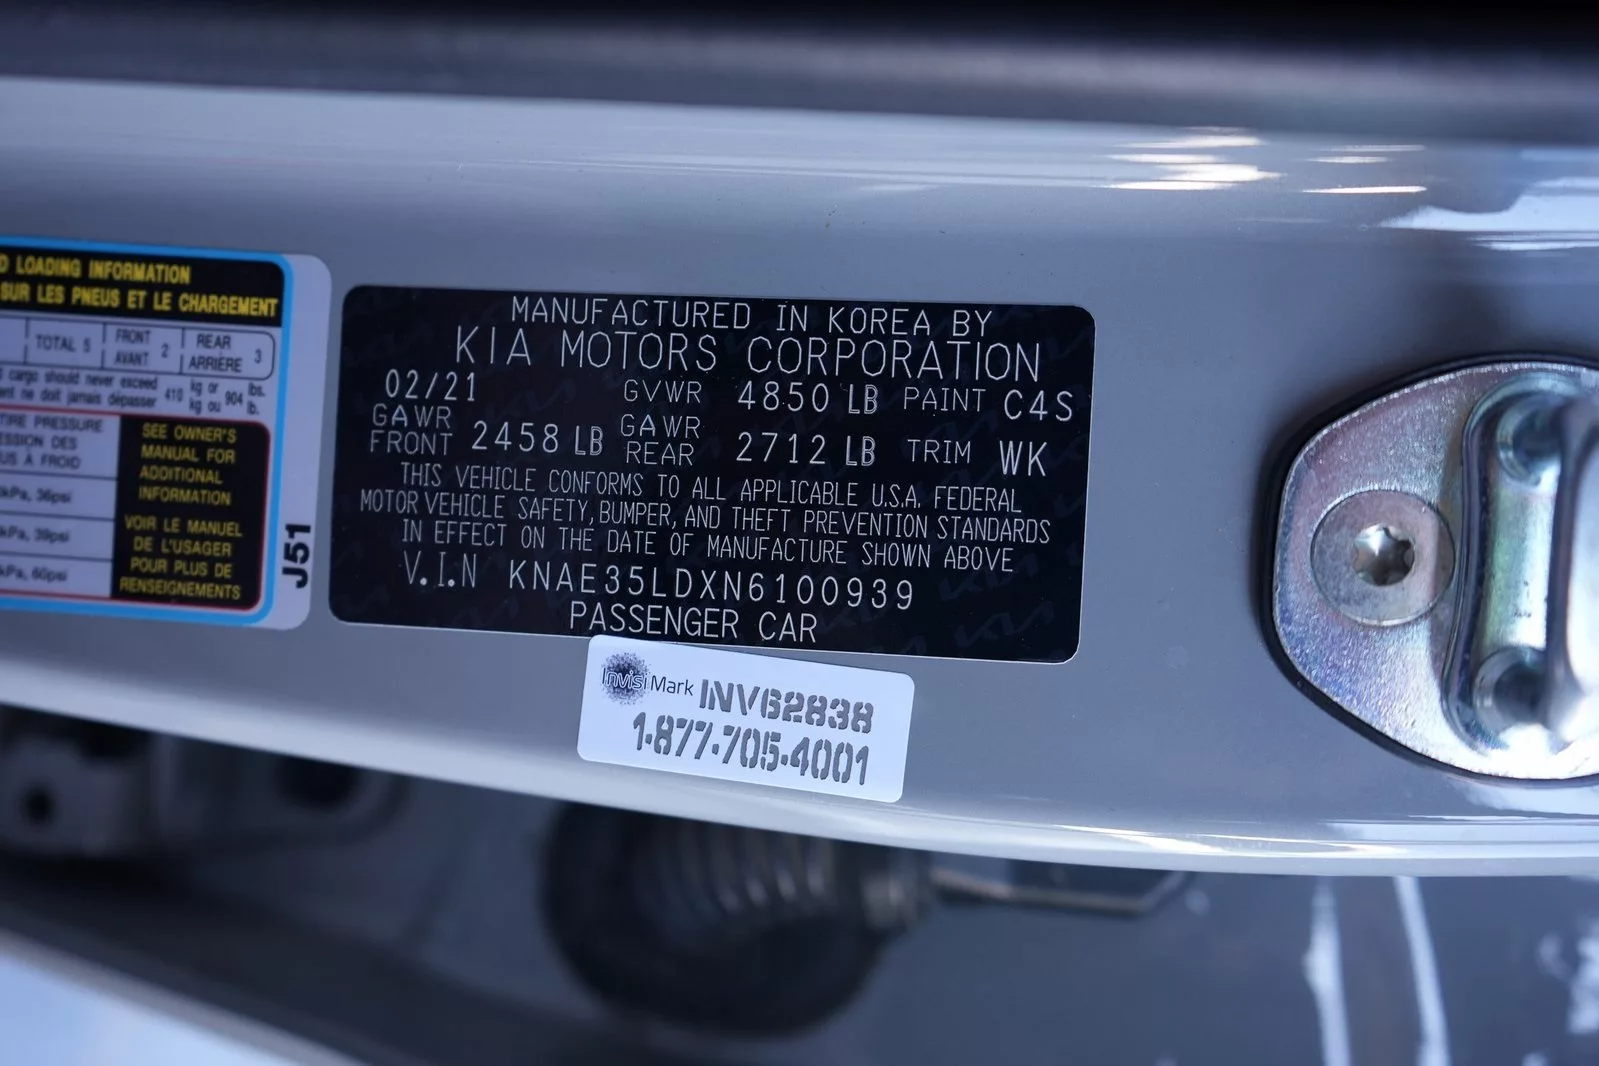 D LOADING INFORMATION
SUR LES PNEUS ET LE CHARGEMENT
TOTAL 5
FRONT
AVANT 2
REAR
ARRIÈRE 3
cargo should never exceed
ent ne doit jamais dépasser
410
kg or
kg ou
904
lbs.
lb.
TIRE PRESSURE
ESSION DES
US À FROID
kPa, 36psi
kPa, 39psi
kPa, 60psi
SEE OWNER'S
MANUAL FOR
ADDITIONAL
INFORMATION
VOIR LE MANUEL
DE L'USAGER
POUR PLUS DE
RENSEIGNEMENTS
J51
MANUFACTURED IN KOREA BY
KIA MOTORS CORPORATION
02/21 GVWR 4850 LB PAINT C4S
GAWR FRONT 2458 LB GAWR REAR 2712 LB TRIM WK
THIS VEHICLE CONFORMS TO ALL APPLICABLE U.S.A. FEDERAL
MOTOR VEHICLE SAFETY, BUMPER, AND THEFT PREVENTION STANDARDS
IN EFFECT ON THE DATE OF MANUFACTURE SHOWN ABOVE
V.I.N KNAE35LDXN6100939
PASSENGER CAR
InvisiMark INV62838
1-877-705-4001